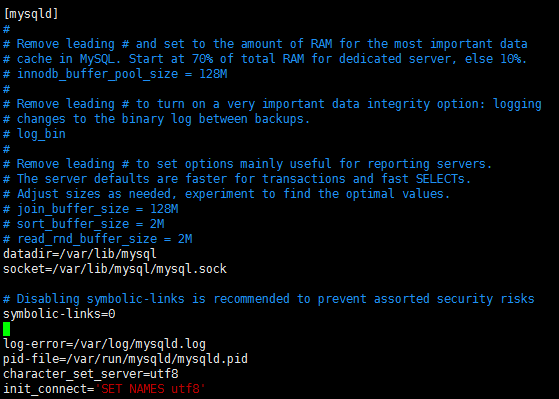 [mysqld]
#
# Remove leading # and set to the amount of RAM for the most important data
# cache in MySQL. Start at 70% of total RAM for dedicated server, else 10%.
# innodb_buffer_pool_size = 128M
#
# Remove leading # to turn on a very important data integrity option: logging
# changes to the binary log between backups.
# log_bin
#
# Remove leading # to set options mainly useful for reporting servers.
# The server defaults are faster for transactions and fast SELECTs.
# Adjust sizes as needed, experiment to find the optimal values.
# join_buffer_size = 128M
# sort_buffer_size = 2M
# read_rnd_buffer_size = 2M
datadir=/var/lib/mysql
socket=/var/lib/mysql/mysql.sock
# Disabling symbolic-links is recommended to prevent assorted security risks
symbolic-links=0
log-error=/var/log/mysqld.log
pid-file=/var/run/mysqld/mysqld.pid
character_set_server=utf8
init_connect='SET NAMES utf8'